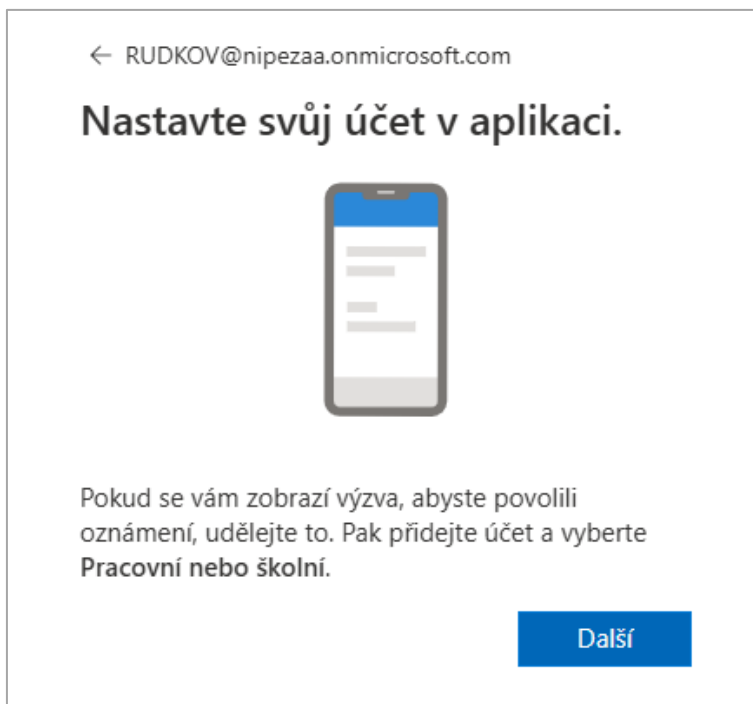 ← RUDKOV@nipezaa.onmicrosoft.com
Nastavte svůj účet v aplikaci.
Pokud se vám zobrazí výzva, abyste povolili
oznámení, udělejte to. Pak přidejte účet a vyberte
Pracovní nebo školní.
Další